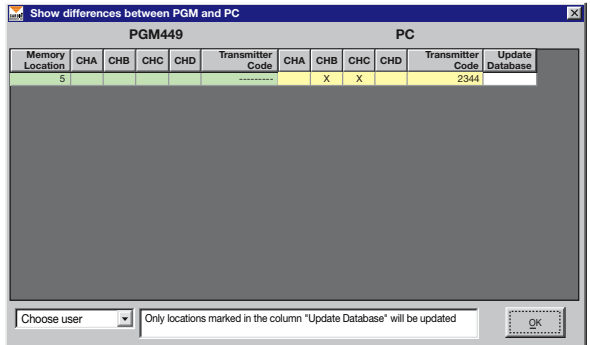 Show differences between PGM and PC
PGM449 PC
Memory Location CHA CHB CHC CHD Transmitter Code CHA CHB CHC CHD Transmitter Code Update Database
5 --------- X X 2344
Choose user Only locations marked in the column "Update Database" will be updated OK